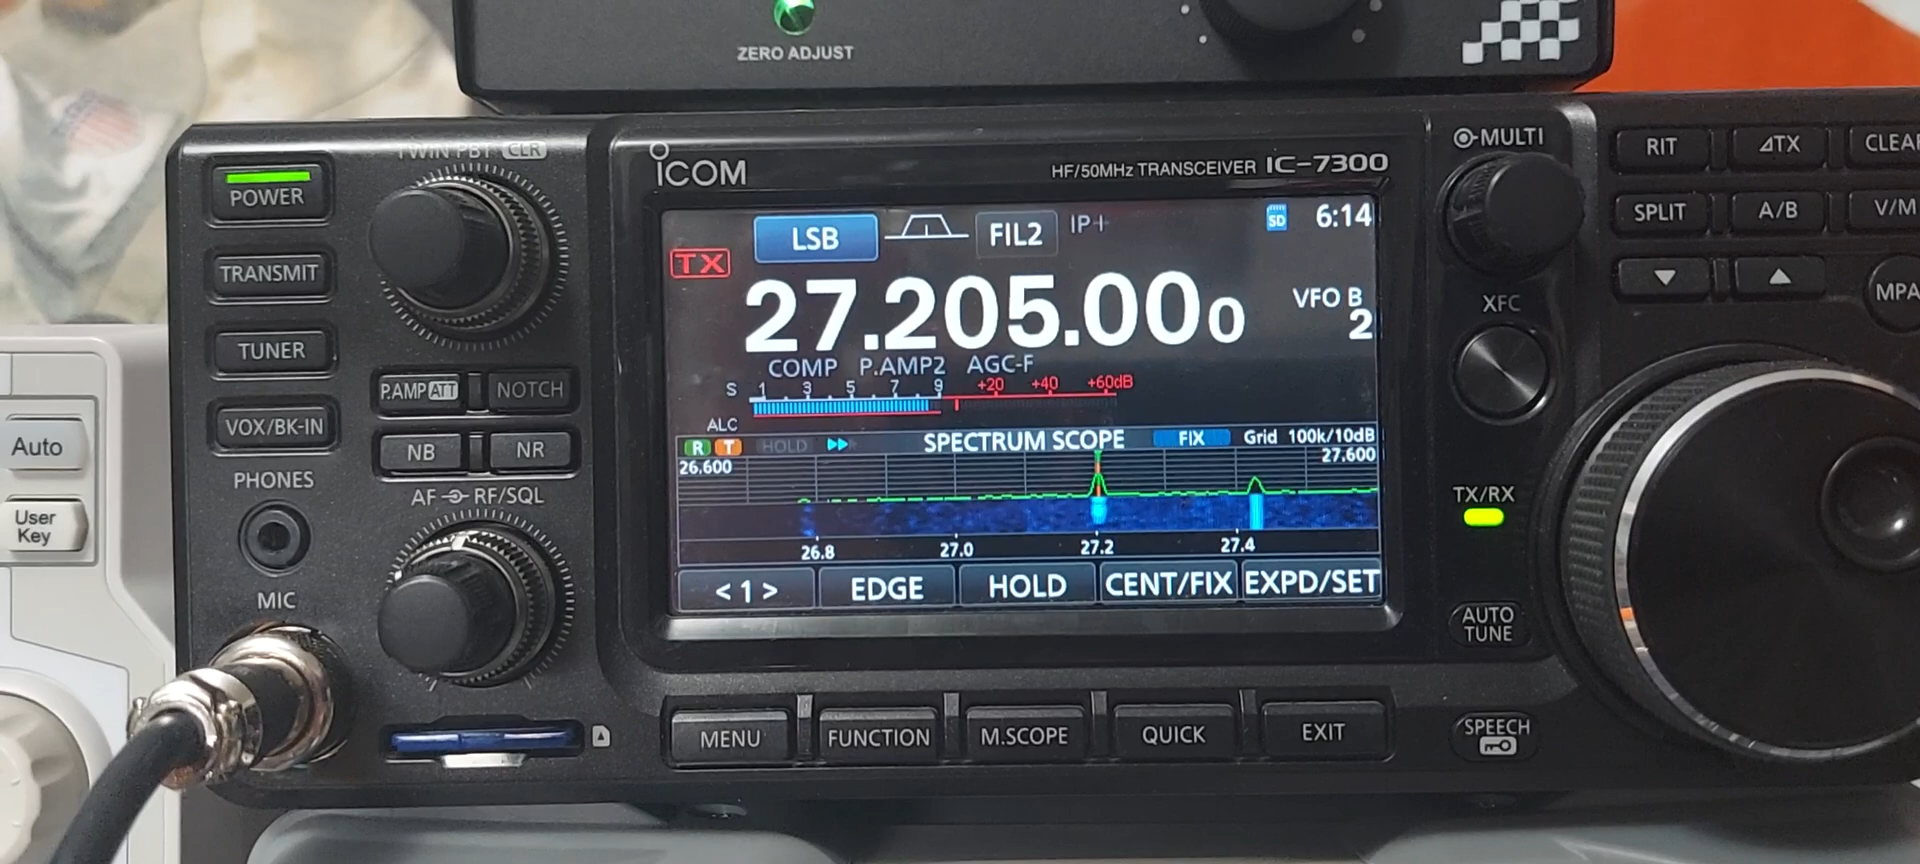 ZERO ADJUST
TWIN PBT CLR
POWER
TRANSMIT
TUNER
VOX/BK-IN
P.AMP ATT
NOTCH
NB
NR
PHONES
AF RF/SQL
MIC
Auto
User
Key
ICOM
HF/50MHz TRANSCEIVER IC-7300
LSB
FIL2
IP+
SD
6:14
TX
27.205.000
VFO B
2
COMP P.AMP2 AGC-F
S 1 3 5 7 9 +20 +40 +60dB
ALC
R T HOLD SPECTRUM SCOPE FIX Grid 100k/10dB
26.600 27.600
26.8 27.0 27.2 27.4
< 1 > EDGE HOLD CENT/FIX EXPD/SET
MENU FUNCTION M.SCOPE QUICK EXIT
MULTI
XFC
TX/RX
AUTO
TUNE
SPEECH
RIT ⊿TX CLEAR
SPLIT A/B V/M
MPA